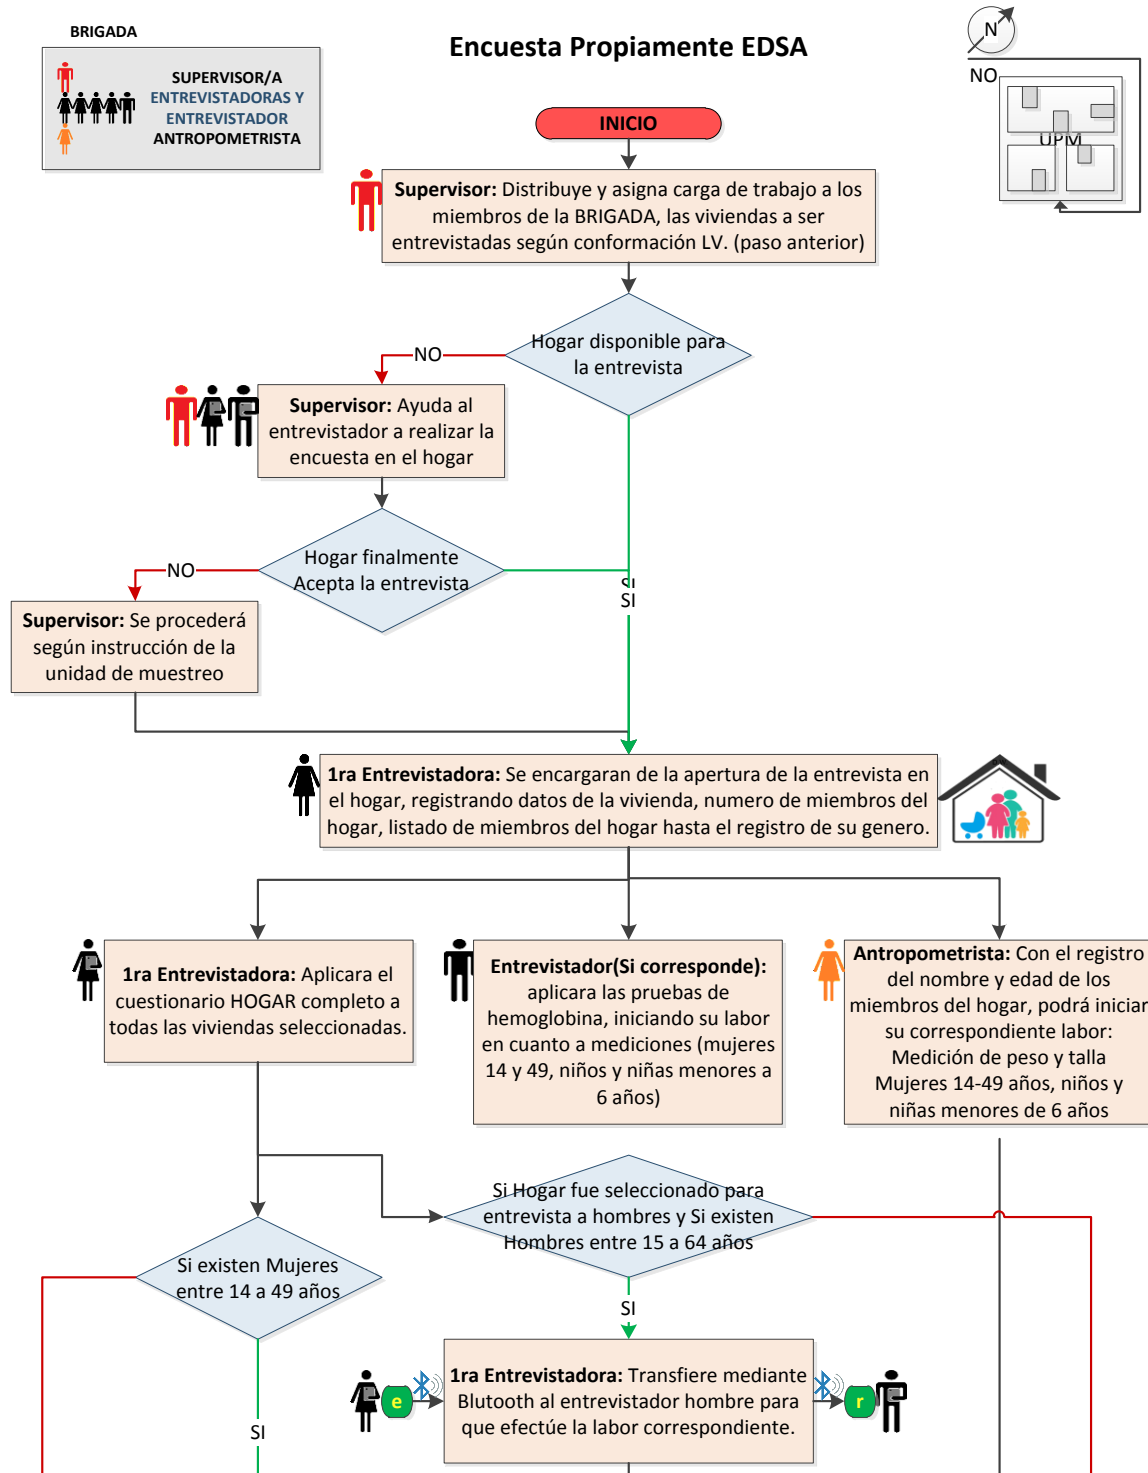 BRIGADA
SUPERVISOR/A
ENTREVISTADORAS Y
ENTREVISTADOR
ANTROPOMETRISTA
Encuesta Propiamente EDSA
N
NO
UPM
INICIO
Supervisor: Distribuye y asigna carga de trabajo a los
miembros de la BRIGADA, las viviendas a ser
entrevistadas según conformación LV. (paso anterior)
Hogar disponible para
la entrevista
NO
Supervisor: Ayuda al
entrevistador a realizar la
encuesta en el hogar
Hogar finalmente
Acepta la entrevista
NO
SI
SI
Supervisor: Se procederá
según instrucción de la
unidad de muestreo
1ra Entrevistadora: Se encargaran de la apertura de la entrevista en
el hogar, registrando datos de la vivienda, numero de miembros del
hogar, listado de miembros del hogar hasta el registro de su genero.
1ra Entrevistadora: Aplicara el
cuestionario HOGAR completo a
todas las viviendas seleccionadas.
Entrevistador(Si corresponde):
aplicara las pruebas de
hemoglobina, iniciando su labor
en cuanto a mediciones (mujeres
14 y 49, niños y niñas menores a
6 años)
Antropometrista: Con el registro
del nombre y edad de los
miembros del hogar, podrá iniciar
su correspondiente labor:
Medición de peso y talla
Mujeres 14-49 años, niños y
niñas menores de 6 años
Si Hogar fue seleccionado para
entrevista a hombres y Si existen
Hombres entre 15 a 64 años
Si existen Mujeres
entre 14 a 49 años
SI
1ra Entrevistadora: Transfiere mediante
Blutooth al entrevistador hombre para
que efectúe la labor correspondiente.
e
r
SI